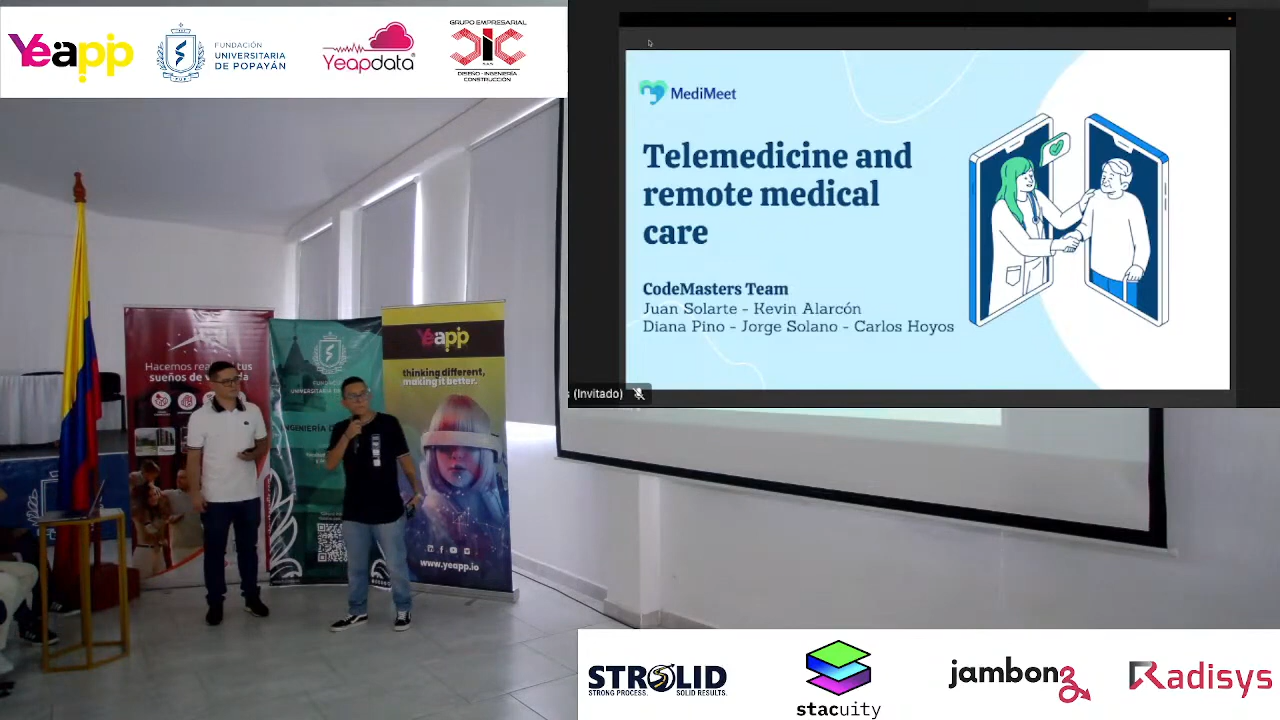 Yeapp
FUNDACIÓN
UNIVERSITARIA
DE POPAYÁN
Yeapdata
GRUPO EMPRESARIAL
SIC
S.A.S
DISEÑO - INGENIERÍA
CONSTRUCCIÓN
MediMeet
Telemedicine and
remote medical
care
CodeMasters Team
Juan Solarte - Kevin Alarcón
Diana Pino - Jorge Solano - Carlos Hoyos
(Invitado)
Hacemos tus
sueños de
Yeapp
thinking different,
making it better.
www.yeapp.io
STROLID
STRONG PROCESS. SOLID RESULTS.
stacuity
jambonz
Radisys